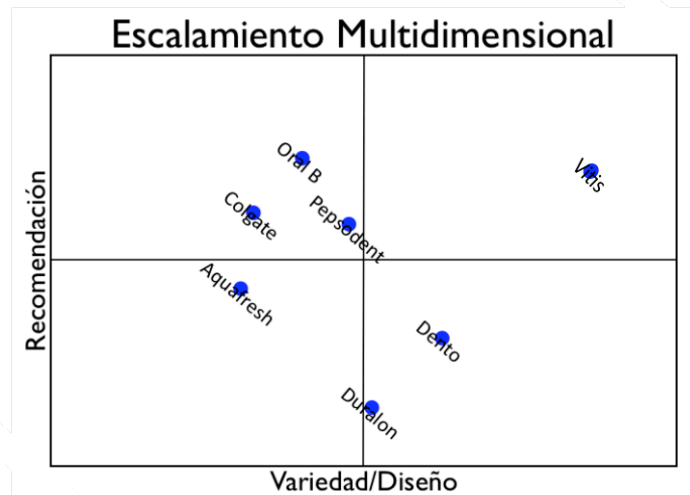 Escalamiento Multidimensional
Oral B
Vitis
Colgate
Pepsodent
Recomendación
Aquafresh
Dento
Duralon
Variedad/Diseño